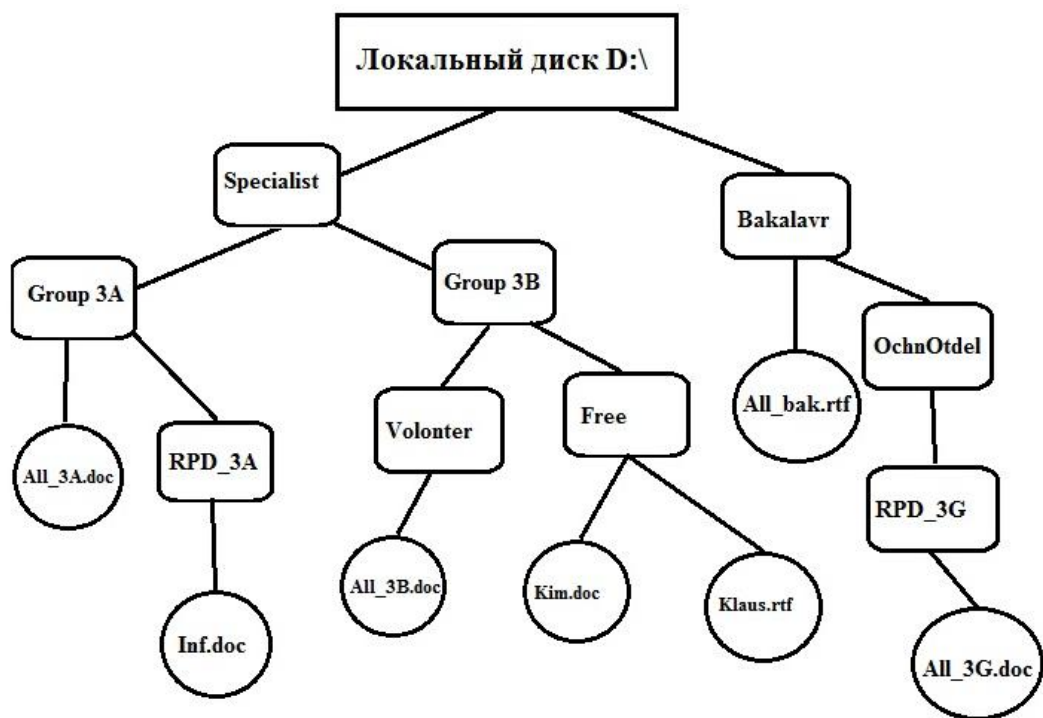 Локальный диск D:\
Specialist
Bakalavr
Group 3A
Group 3B
OchnOtdel
All_bak.rtf
Volonter
Free
All_3A.doc
RPD_3A
RPD_3G
All_3B.doc
Kim.doc
Klaus.rtf
Inf.doc
All_3G.doc